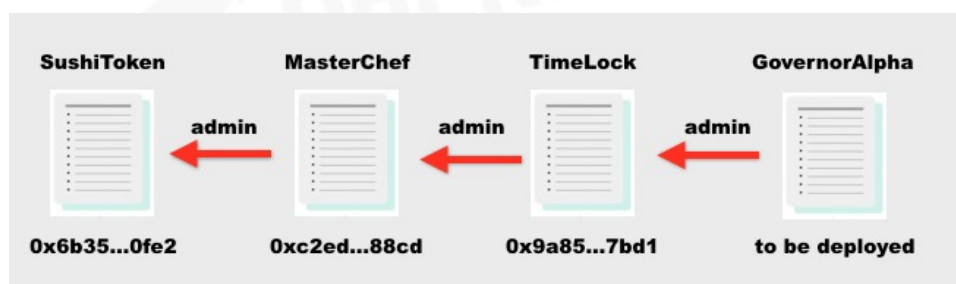 SushiToken MasterChef TimeLock GovernorAlpha
admin admin admin
0x6b35...0fe2 0xc2ed...88cd 0x9a85...7bd1 to be deployed